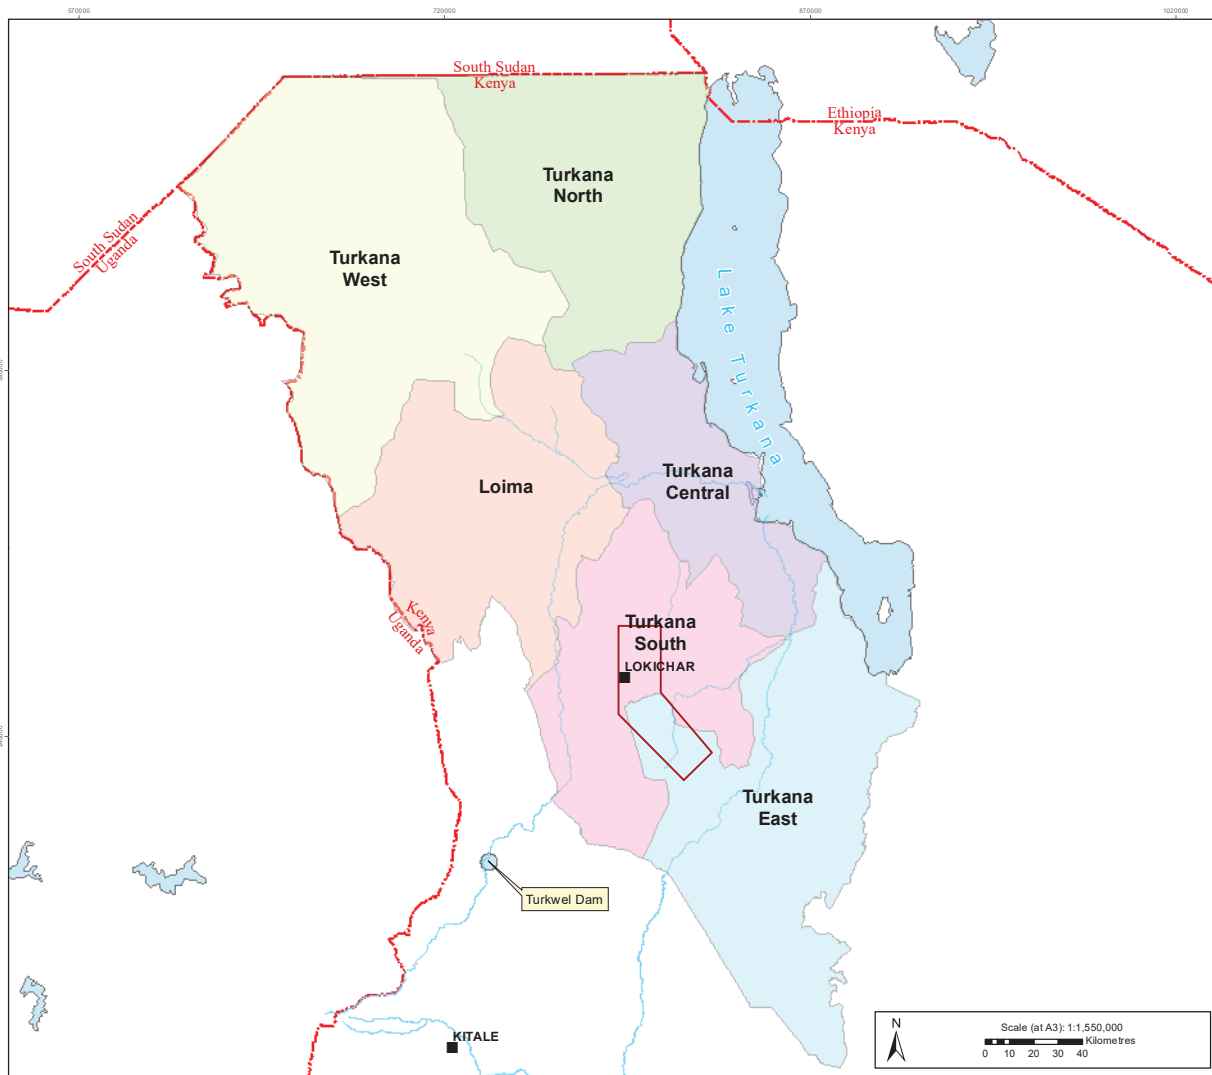 570000
720000
870000
1020000
South Sudan
Kenya
Ethiopia
Kenya
Turkana
North
South Sudan
Uganda
Turkana
West
Lake Turkana
Turkana
Central
Loima
Kenya
Uganda
Turkana
South
LOKICHAR
Turkana
East
Turkwel Dam
KITALE
N
Scale (at A3): 1:1,550,000
Kilometres
0 10 20 30 40